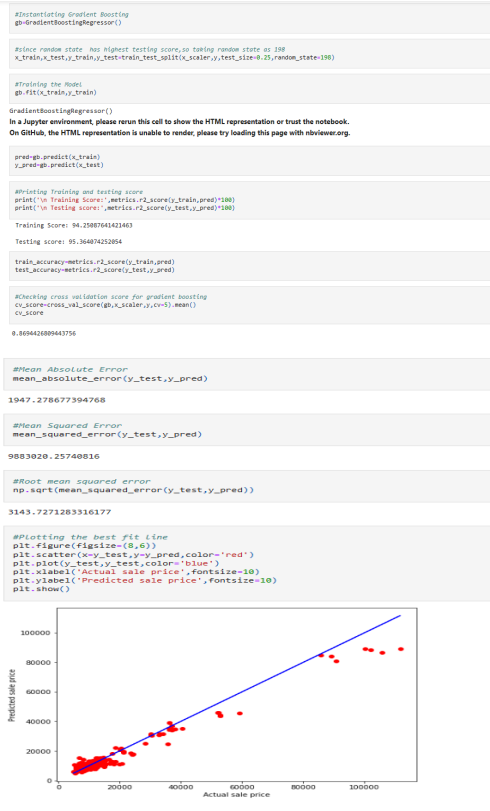 #Instantiating Gradient Boosting
gb=GradientBoostingRegressor()
#since random state  has highest testing score,so taking random state as 198
x_train,x_test,y_train,y_test=train_test_split(x_scaler,y,test_size=0.25,random_state=198)
#Training the Model
gb.fit(x_train,y_train)
GradientBoostingRegressor()
In a Jupyter environment, please rerun this cell to show the HTML representation or trust the notebook.
On GitHub, the HTML representation is unable to render, please try loading this page with nbviewer.org.
pred=gb.predict(x_train)
y_pred=gb.predict(x_test)
#Printing Training and testing score
print('\n Training Score:',metrics.r2_score(y_train,pred)*100)
print('\n Testing score:',metrics.r2_score(y_test,y_pred)*100)
Training Score: 94.25087641421463
Testing score: 95.364074252054
train_accuracy=metrics.r2_score(y_train,pred)
test_accuracy=metrics.r2_score(y_test,y_pred)
#Checking cross validation score for gradient boosting
cv_score=cross_val_score(gb,x_scaler,y,cv=5).mean()
cv_score
0.8694426809443756
#Mean Absolute Error
mean_absolute_error(y_test,y_pred)
1947.278677394768
#Mean Squared Error
mean_squared_error(y_test,y_pred)
9883020.25740816
#Root mean squared error
np.sqrt(mean_squared_error(y_test,y_pred))
3143.7271283316177
#Plotting the best fit line
plt.figure(figsize=(8,6))
plt.scatter(x=y_test,y=y_pred,color='red')
plt.plot(y_test,y_test,color='blue')
plt.xlabel('Actual sale price',fontsize=10)
plt.ylabel('Predicted sale price',fontsize=10)
plt.show()
100000
80000
60000
40000
20000
0
Predicted sale price
0 20000 40000 60000 80000 100000
Actual sale price